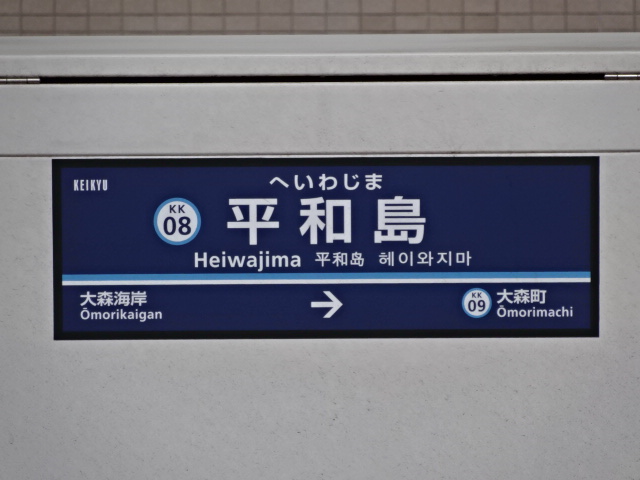 KEIKYU
へいわじま
KK
08
平和島
Heiwajima 平和岛 헤이와지마
大森海岸
Ōmorikaigan
→
KK
09
大森町
Ōmorimachi